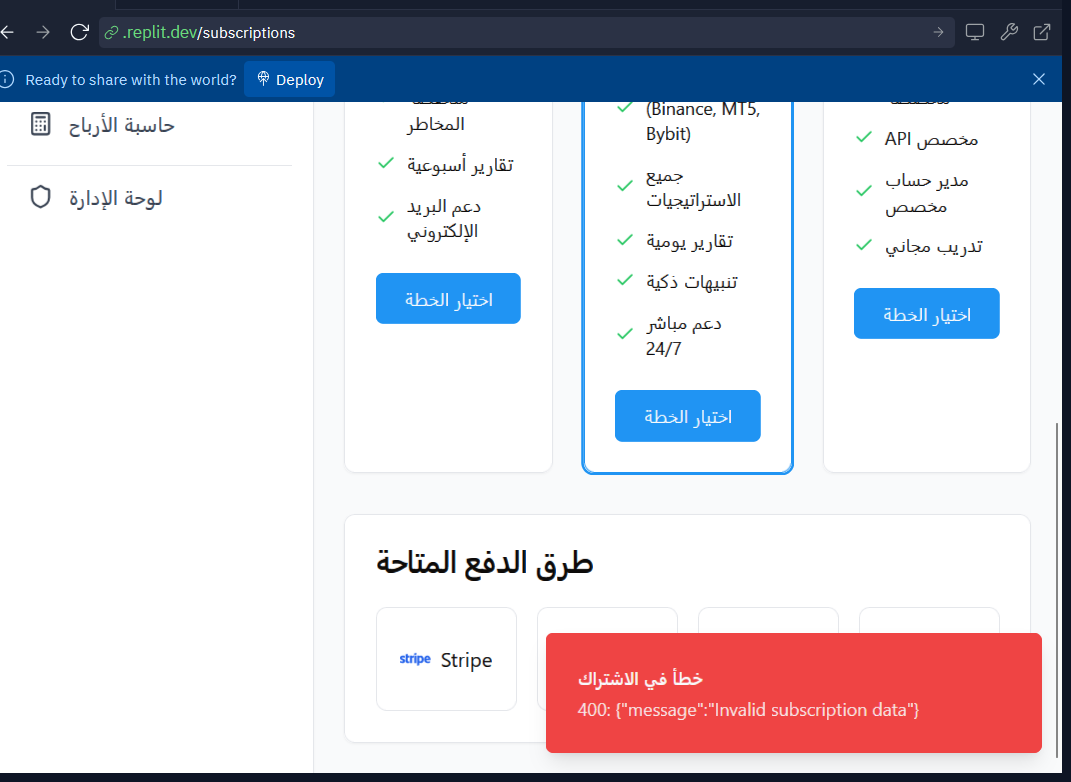 .replit.dev/subscriptions
Ready to share with the world?
Deploy
حاسبة الأرباح
لوحة الإدارة
المخاطر
تقارير أسبوعية
دعم البريد
الإلكتروني
اختيار الخطة
(Binance, MT5,
Bybit)
جميع
الاستراتيجيات
تقارير يومية
تنبيهات ذكية
دعم مباشر
24/7
اختيار الخطة
API مخصص
مدير حساب
مخصص
تدريب مجاني
اختيار الخطة
طرق الدفع المتاحة
stripe Stripe
خطأ في الاشتراك
400: {"message":"Invalid subscription data"}